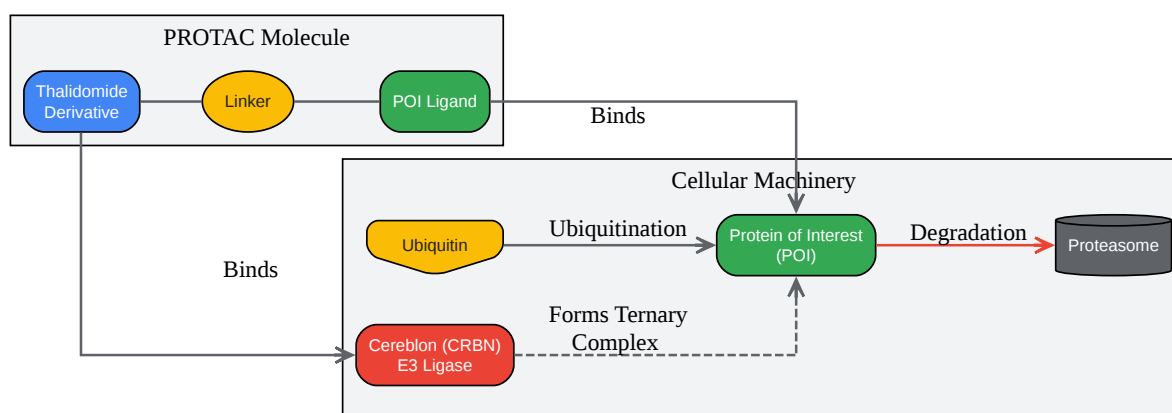 PROTAC Molecule
Thalidomide
Derivative
Linker
POI Ligand
Binds
Cellular Machinery
Ubiquitin
Ubiquitination
Protein of Interest
(POI)
Degradation
Proteasome
Binds
Forms Ternary
Complex
Cereblon (CRBN)
E3 Ligase